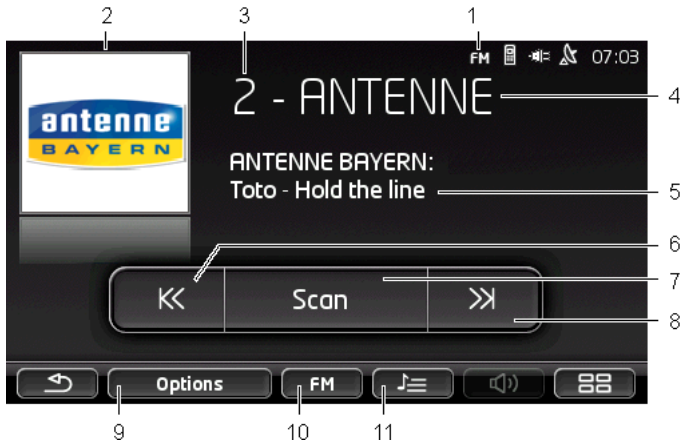 2 3 1
FM 07:03
antenne
BAYERN
2 - ANTENNE
4
ANTENNE BAYERN:
Toto - Hold the line
5
6
Scan
7
8
Options FM
9 10 11